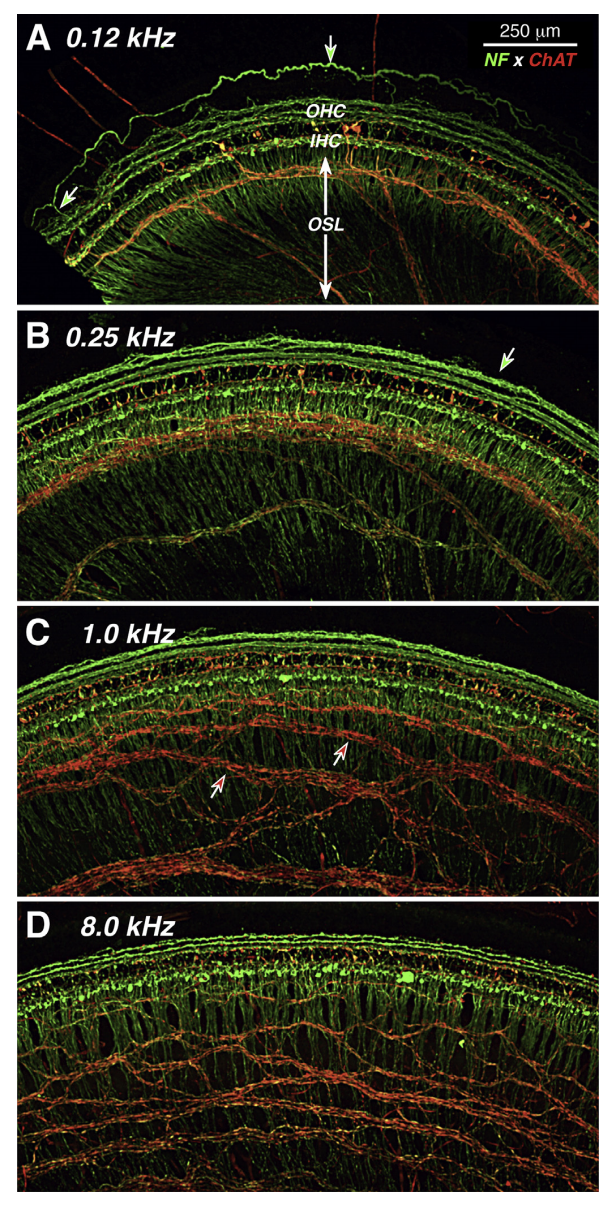 A 0.12 kHz
250 µm
NF x ChAT
OHC
IHC
OSL
B 0.25 kHz
C 1.0 kHz
D 8.0 kHz